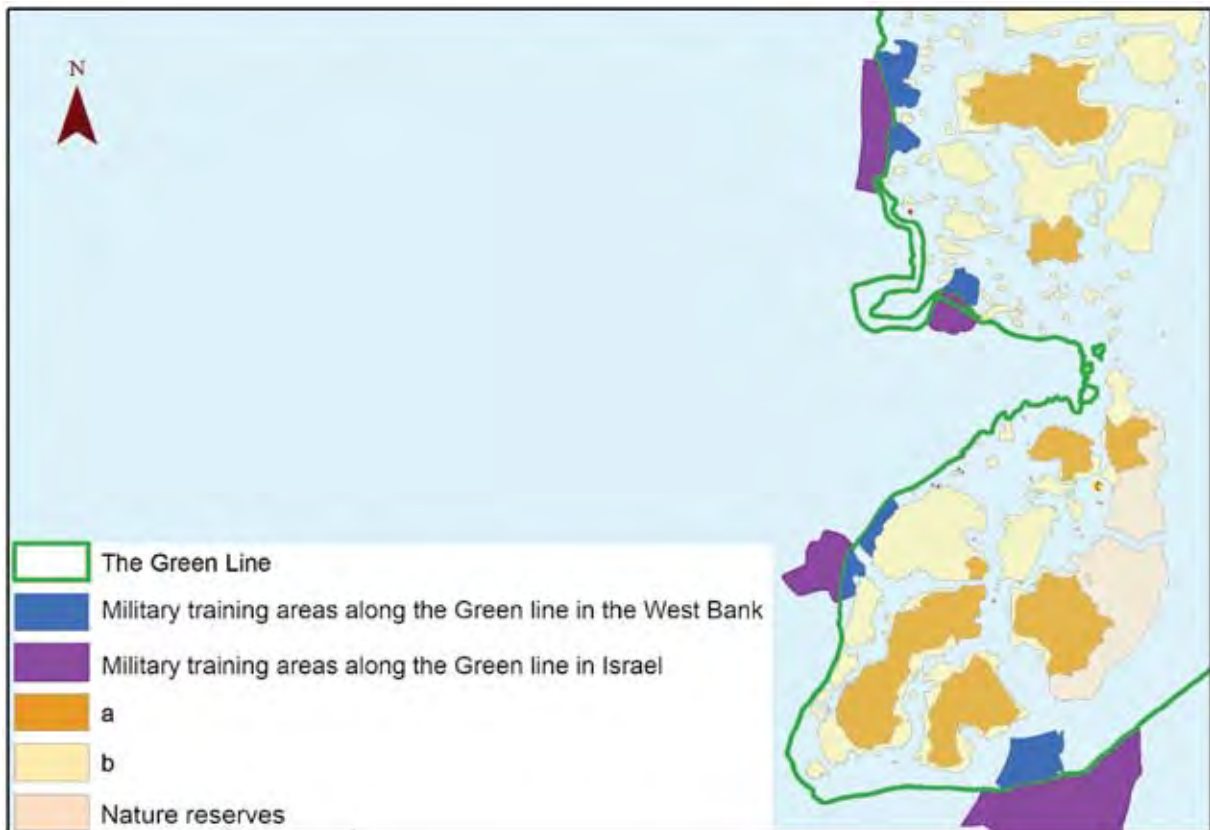 N
The Green Line
Military training areas along the Green line in the West Bank
Military training areas along the Green line in Israel
a
b
Nature reserves